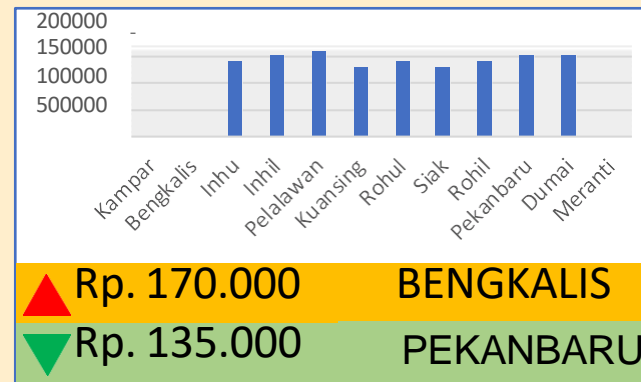 200000
150000
100000
500000
Kampar
Bengkalis
Inhu
Inhil
Pelalawan
Kuansing
Rohul
Siak
Rohil
Pekanbaru
Dumai
Meranti
Rp. 170.000 BENGKALIS
Rp. 135.000 PEKANBARU